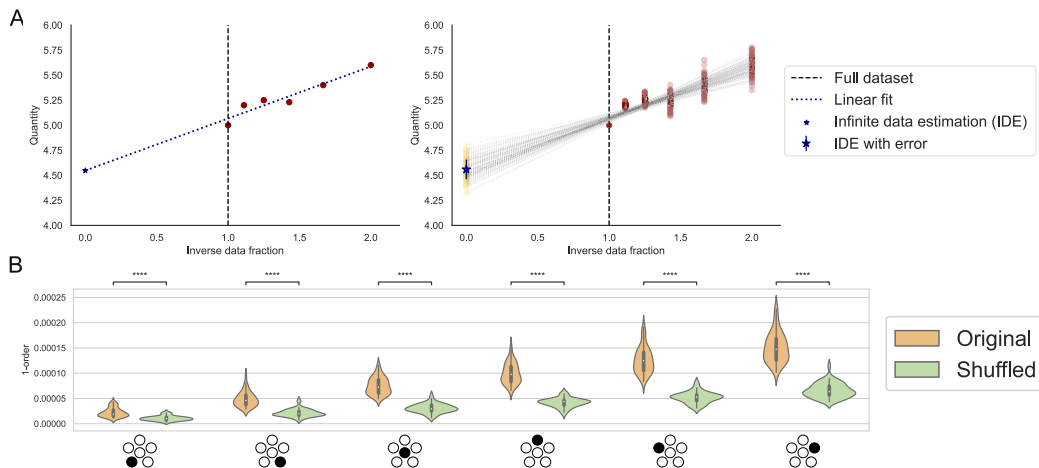 A
6.00
5.75
5.50
5.25
5.00
4.75
4.50
4.25
4.00
Quantity
0.0 0.5 1.0 1.5 2.0
Inverse data fraction
6.00
5.75
5.50
5.25
5.00
4.75
4.50
4.25
4.00
Quantity
0.0 0.5 1.0 1.5 2.0
Inverse data fraction
Full dataset
Linear fit
Infinite data estimation (IDE)
IDE with error
B
**** **** **** **** **** ****
0.00025
0.00020
0.00015
0.00010
0.00005
0.00000
1-order
Original
Shuffled